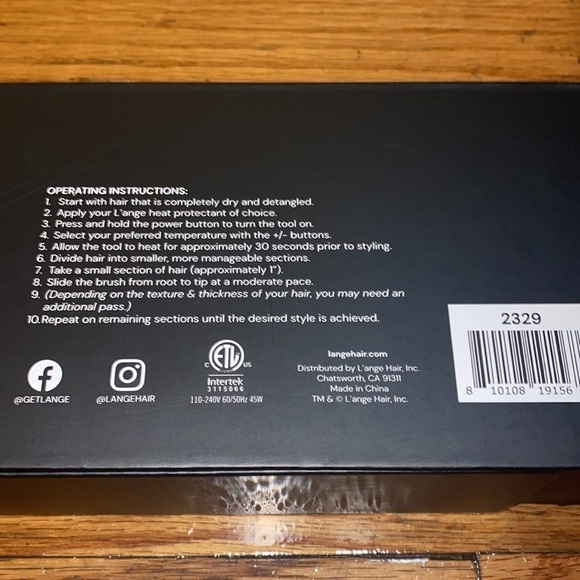 OPERATING INSTRUCTIONS:
1. Start with hair that is completely dry and detangled.
2. Apply your L'ange heat protectant of choice.
3. Press and hold the power button to turn the tool on.
4. Select your preferred temperature with the +/- buttons.
5. Allow the tool to heat for approximately 30 seconds prior to styling.
6. Divide hair into smaller, more manageable sections.
7. Take a small section of hair (approximately 1").
8. Slide the brush from root to tip at a moderate pace.
9. (Depending on the texture & thickness of your hair, you may need an
additional pass.)
10.Repeat on remaining sections until the desired style is achieved.
@GETLANGE
@LANGEHAIR
C ETL US
Intertek
3115066
110-240V 60/50Hz 45W
langehair.com
Distributed by L'ange Hair, Inc.
Chatsworth, CA 91311
Made in China
TM & © L'ange Hair, Inc.
2329
8 10108 19156